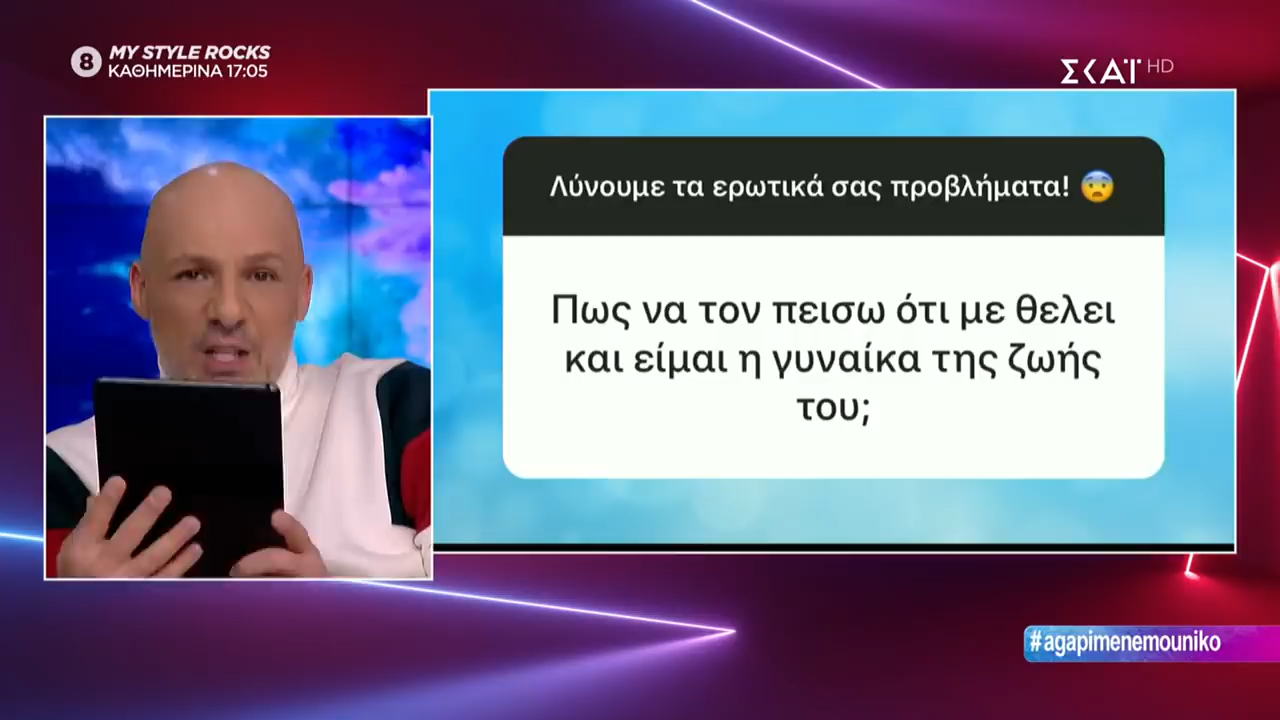 8 MY STYLE ROCKS
ΚΑΘΗΜΕΡΙΝΑ 17:05
ΣΚΑΪ HD
Λύνουμε τα ερωτικά σας προβλήματα! 😨
Πως να τον πεισω ότι με θελει
και είμαι η γυναίκα της ζωής
του;
#agapimenemouniko